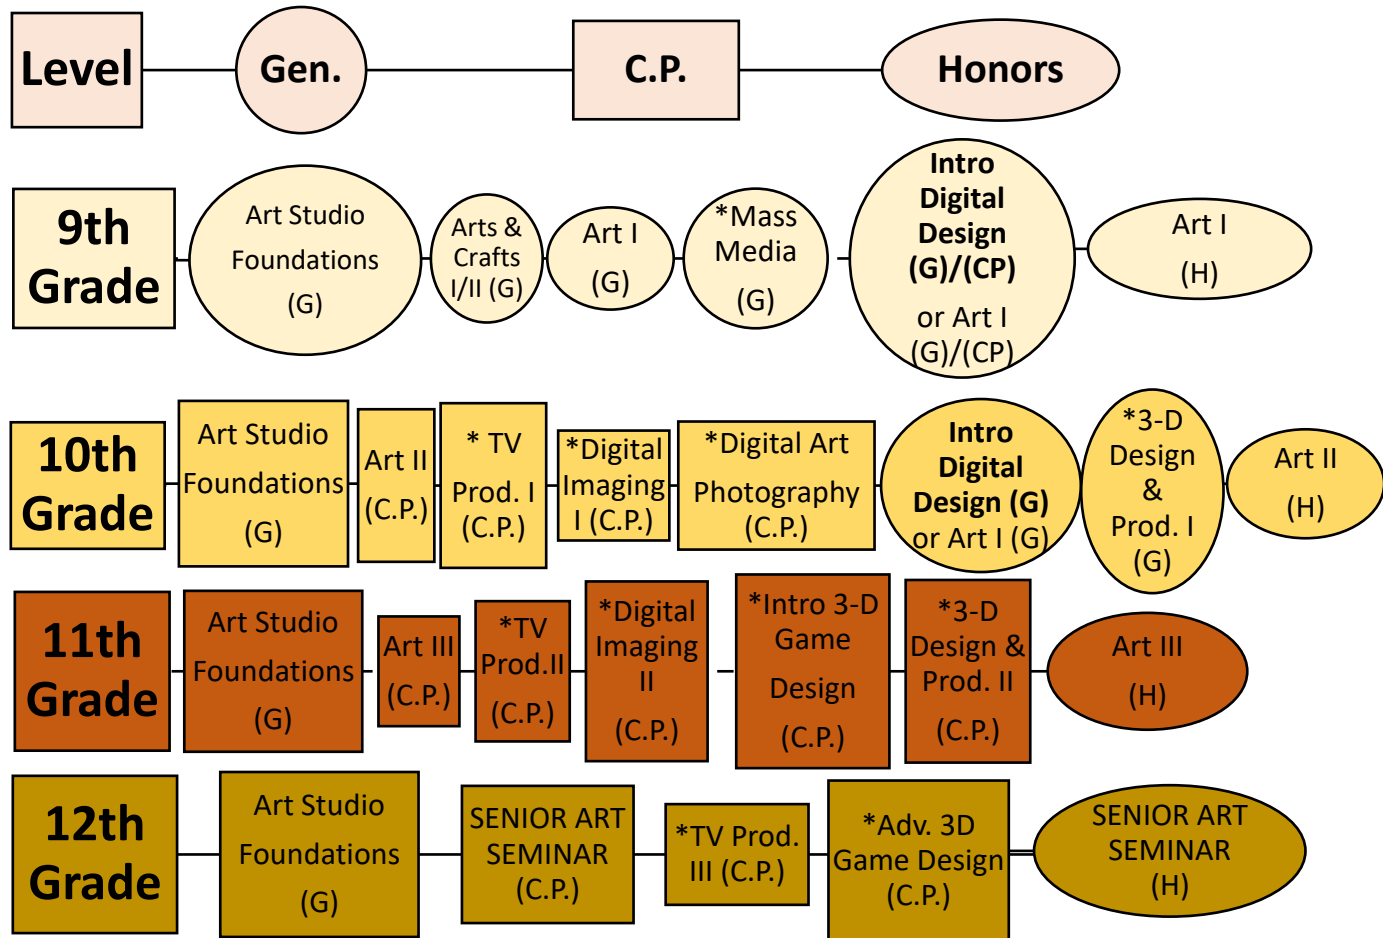 Level
Gen.
C.P.
Honors
9th
Grade
Art Studio
Foundations
(G)
Arts &
Crafts
I/II (G)
Art I
(G)
*Mass
Media
(G)
Intro
Digital
Design
(G)/(CP)
or Art I
(G)/(CP)
Art I
(H)
10th
Grade
Art Studio
Foundations
(G)
Art II
(C.P.)
* TV
Prod. I
(C.P.)
*Digital
Imaging
I (C.P.)
*Digital Art
Photography
(C.P.)
Intro
Digital
Design (G)
or Art I (G)
*3-D
Design
&
Prod. I
(G)
Art II
(H)
11th
Grade
Art Studio
Foundations
(G)
Art III
(C.P.)
*TV
Prod.II
(C.P.)
*Digital
Imaging
II
(C.P.)
*Intro 3-D
Game
Design
(C.P.)
*3-D
Design &
Prod. II
(C.P.)
Art III
(H)
12th
Grade
Art Studio
Foundations
(G)
SENIOR ART
SEMINAR
(C.P.)
*TV Prod.
III (C.P.)
*Adv. 3D
Game Design
(C.P.)
SENIOR ART
SEMINAR
(H)